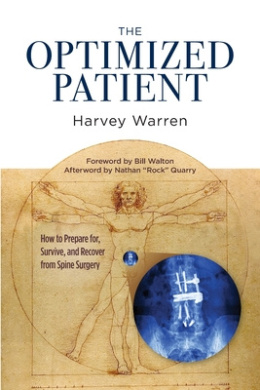 THE
OPTIMIZED
PATIENT
Harvey Warren
Foreword by Bill Walton
Afterword by Nathan "Rock" Quarry
How to Prepare for,
Survive, and Recover
from Spine Surgery